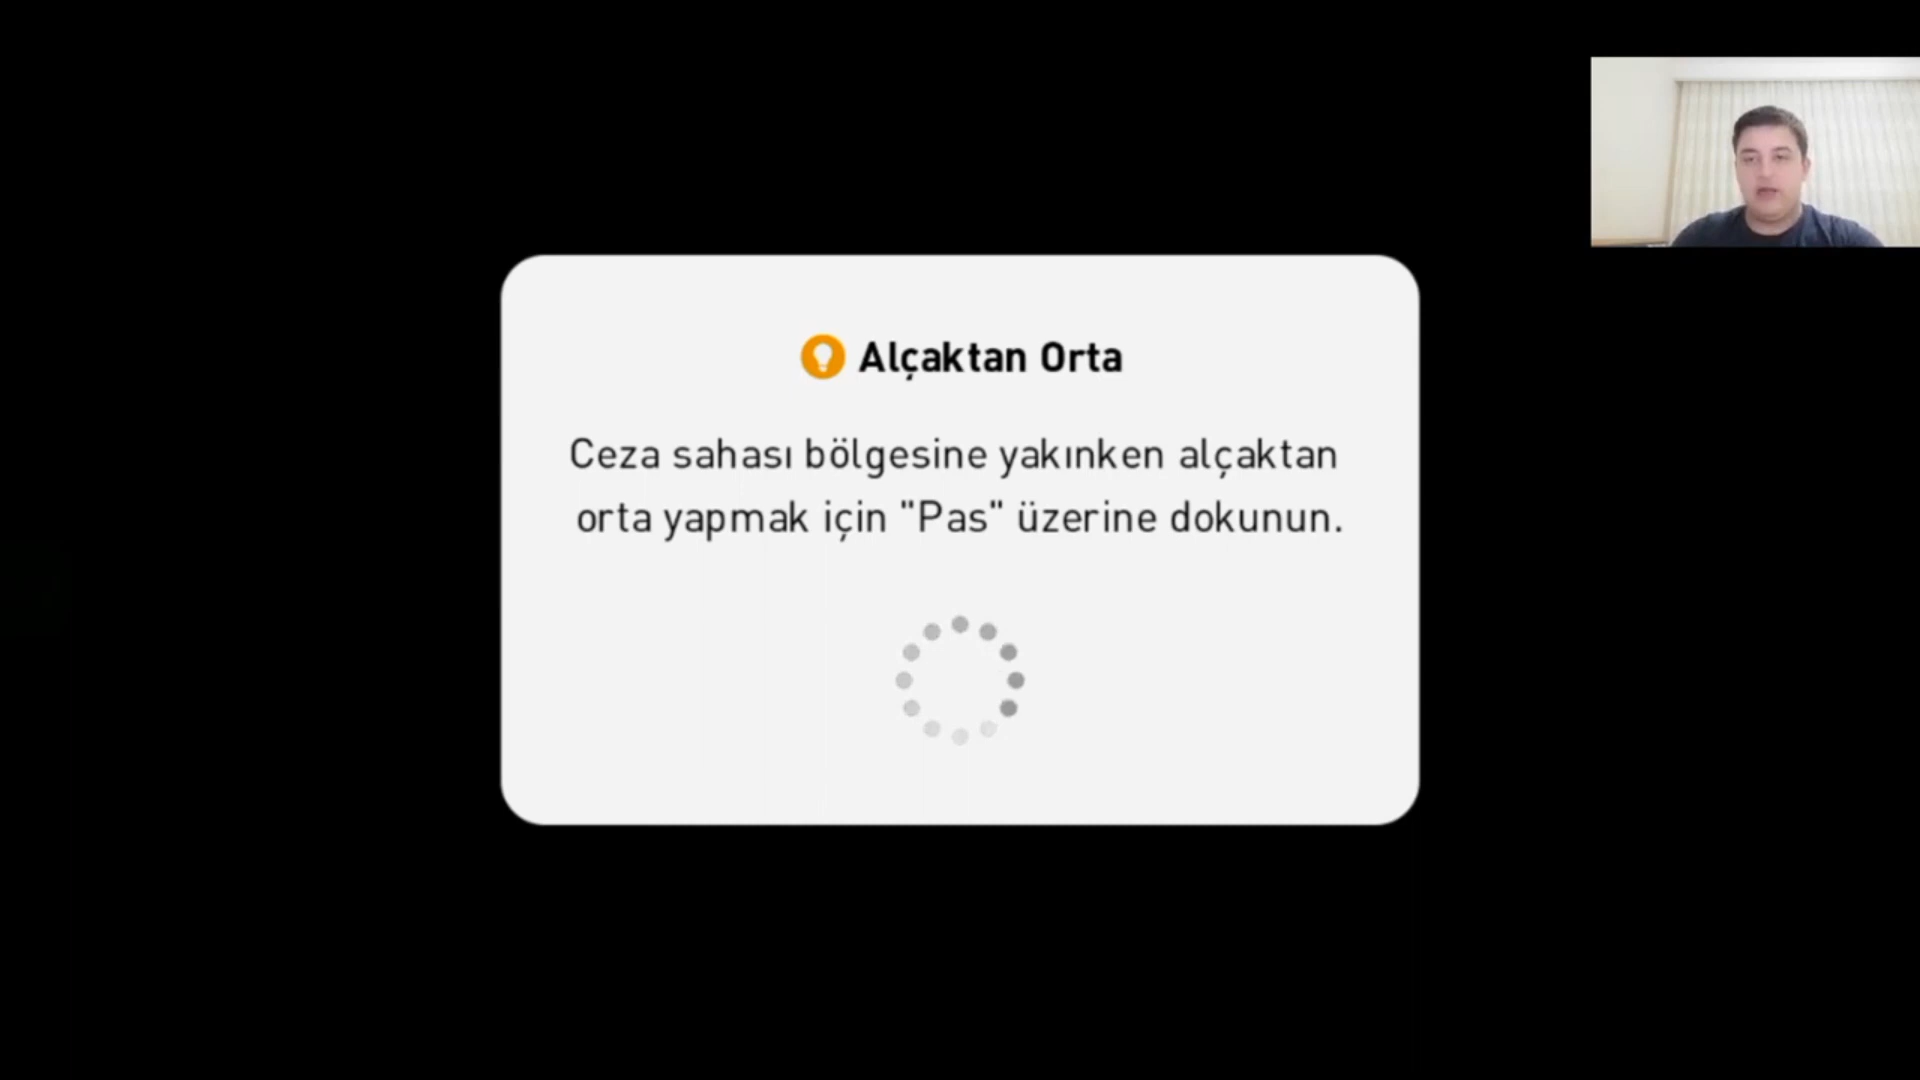 Alçaktan Orta
Ceza sahası bölgesine yakınken alçaktan
orta yapmak için "Pas" üzerine dokunun.